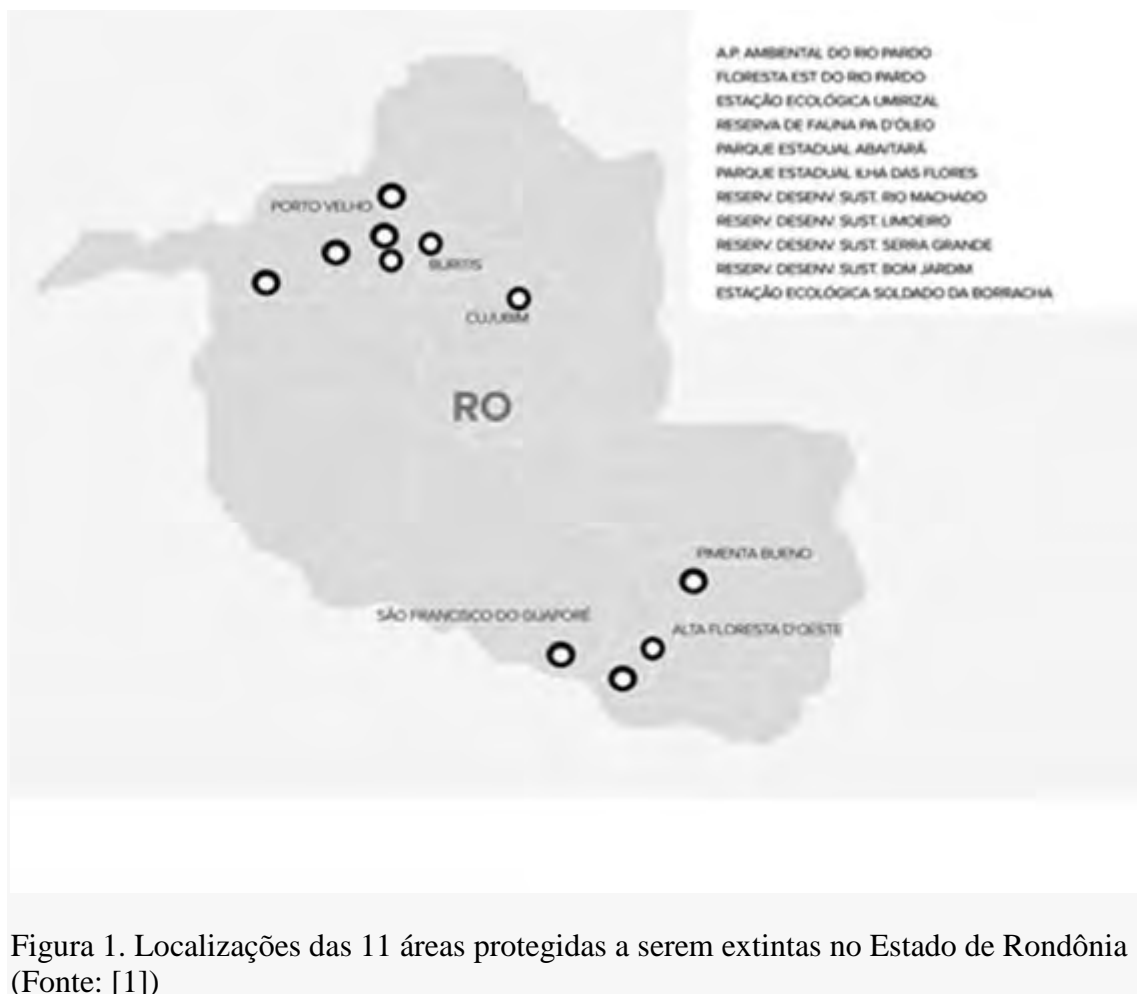 A.P. AMBIENTAL DO RIO PARDO
FLORESTA EST DO RIO PARDO
ESTAÇÃO ECOLÓGICA UMIRIZAL
RESERVA DE FAUNA PA D'ÓLEO
PARQUE ESTADUAL ABAITARÁ
PARQUE ESTADUAL ILHA DAS FLORES
RESERV. DESENV. SUST. RIO MACHADO
RESERV. DESENV. SUST. LIMOEIRO
RESERV. DESENV. SUST. SERRA GRANDE
RESERV. DESENV. SUST. BOM JARDIM
ESTAÇÃO ECOLÓGICA SOLDADO DA BORRACHA
PORTO VELHO
BURITIS
CUJUBIM
RO
PIMENTA BUENO
SÃO FRANCISCO DO GUAPORÉ
ALTA FLORESTA D'OESTE
Figura 1. Localizações das 11 áreas protegidas a serem extintas no Estado de Rondônia
(Fonte: [1])